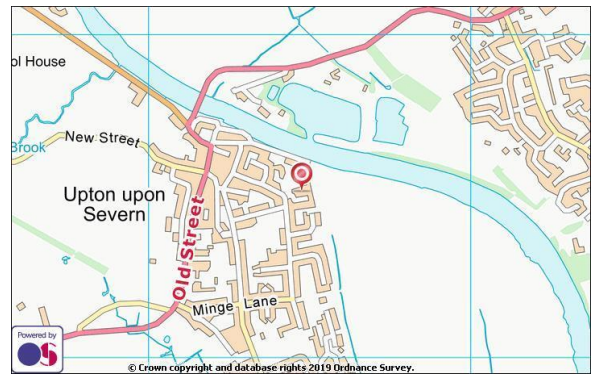 ol House
Brook
New Street
Upton upon
Severn
Old Street
Minge Lane
Powered by
OS
© Crown copyright and database rights 2019 Ordnance Survey.